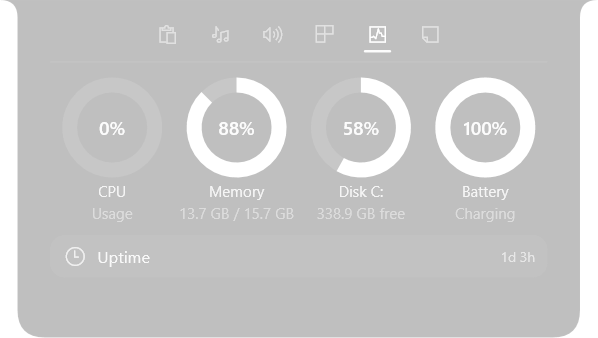 0% 88% 58% 100%
CPU Memory Disk C: Battery
Usage 13.7 GB / 15.7 GB 338.9 GB free Charging
Uptime 1d 3h